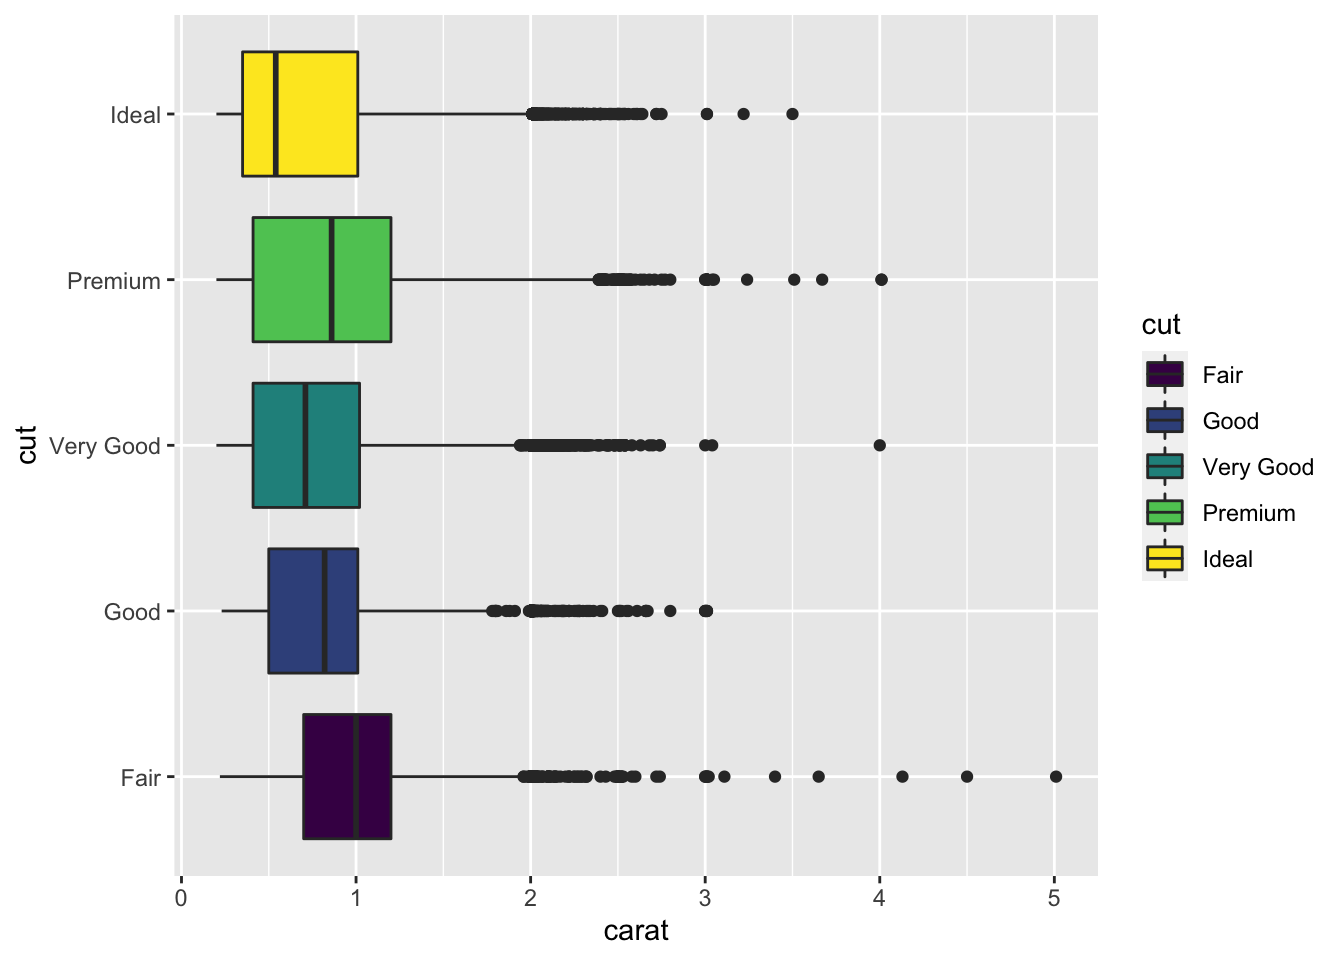 Ideal
Premium
Very Good
Good
Fair
cut
0 1 2 3 4 5
carat
cut
Fair
Good
Very Good
Premium
Ideal